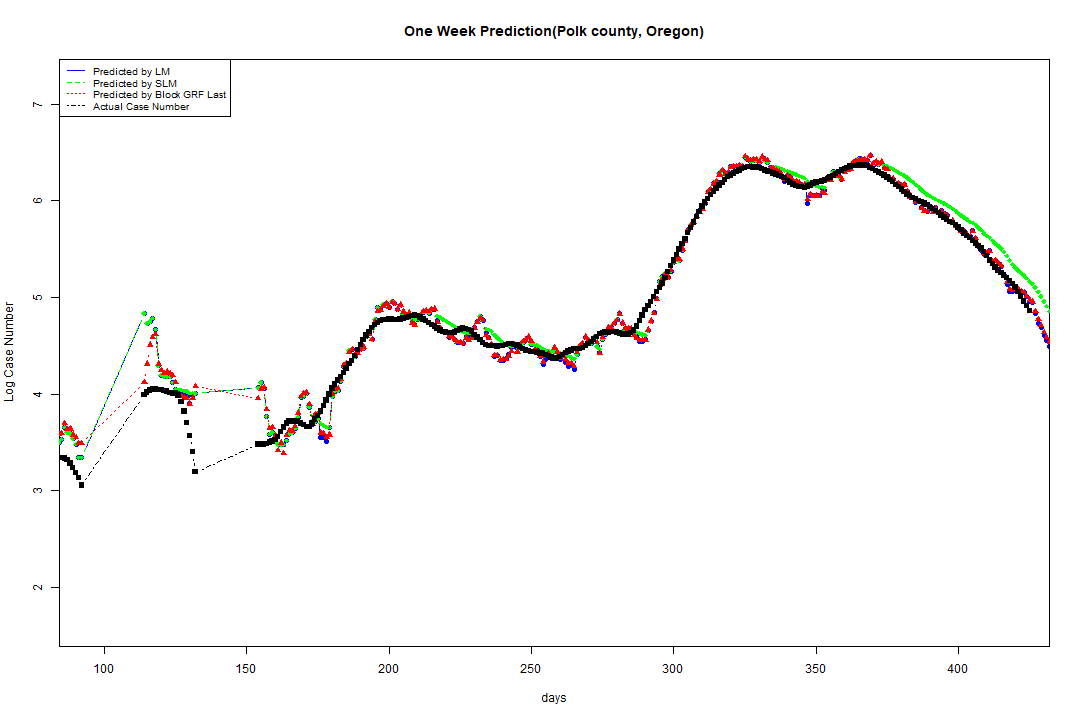 One Week Prediction(Polk county, Oregon)
Predicted by LM
Predicted by SLM
Predicted by Block GRF Last
Actual Case Number
7
6
5
4
3
2
Log Case Number
100 150 200 250 300 350 400
days